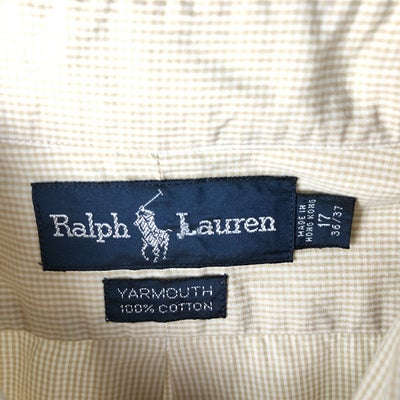 Ralph Lauren
MADE IN
HONG KONG
17
36/37
YARMOUTH
100% COTTON